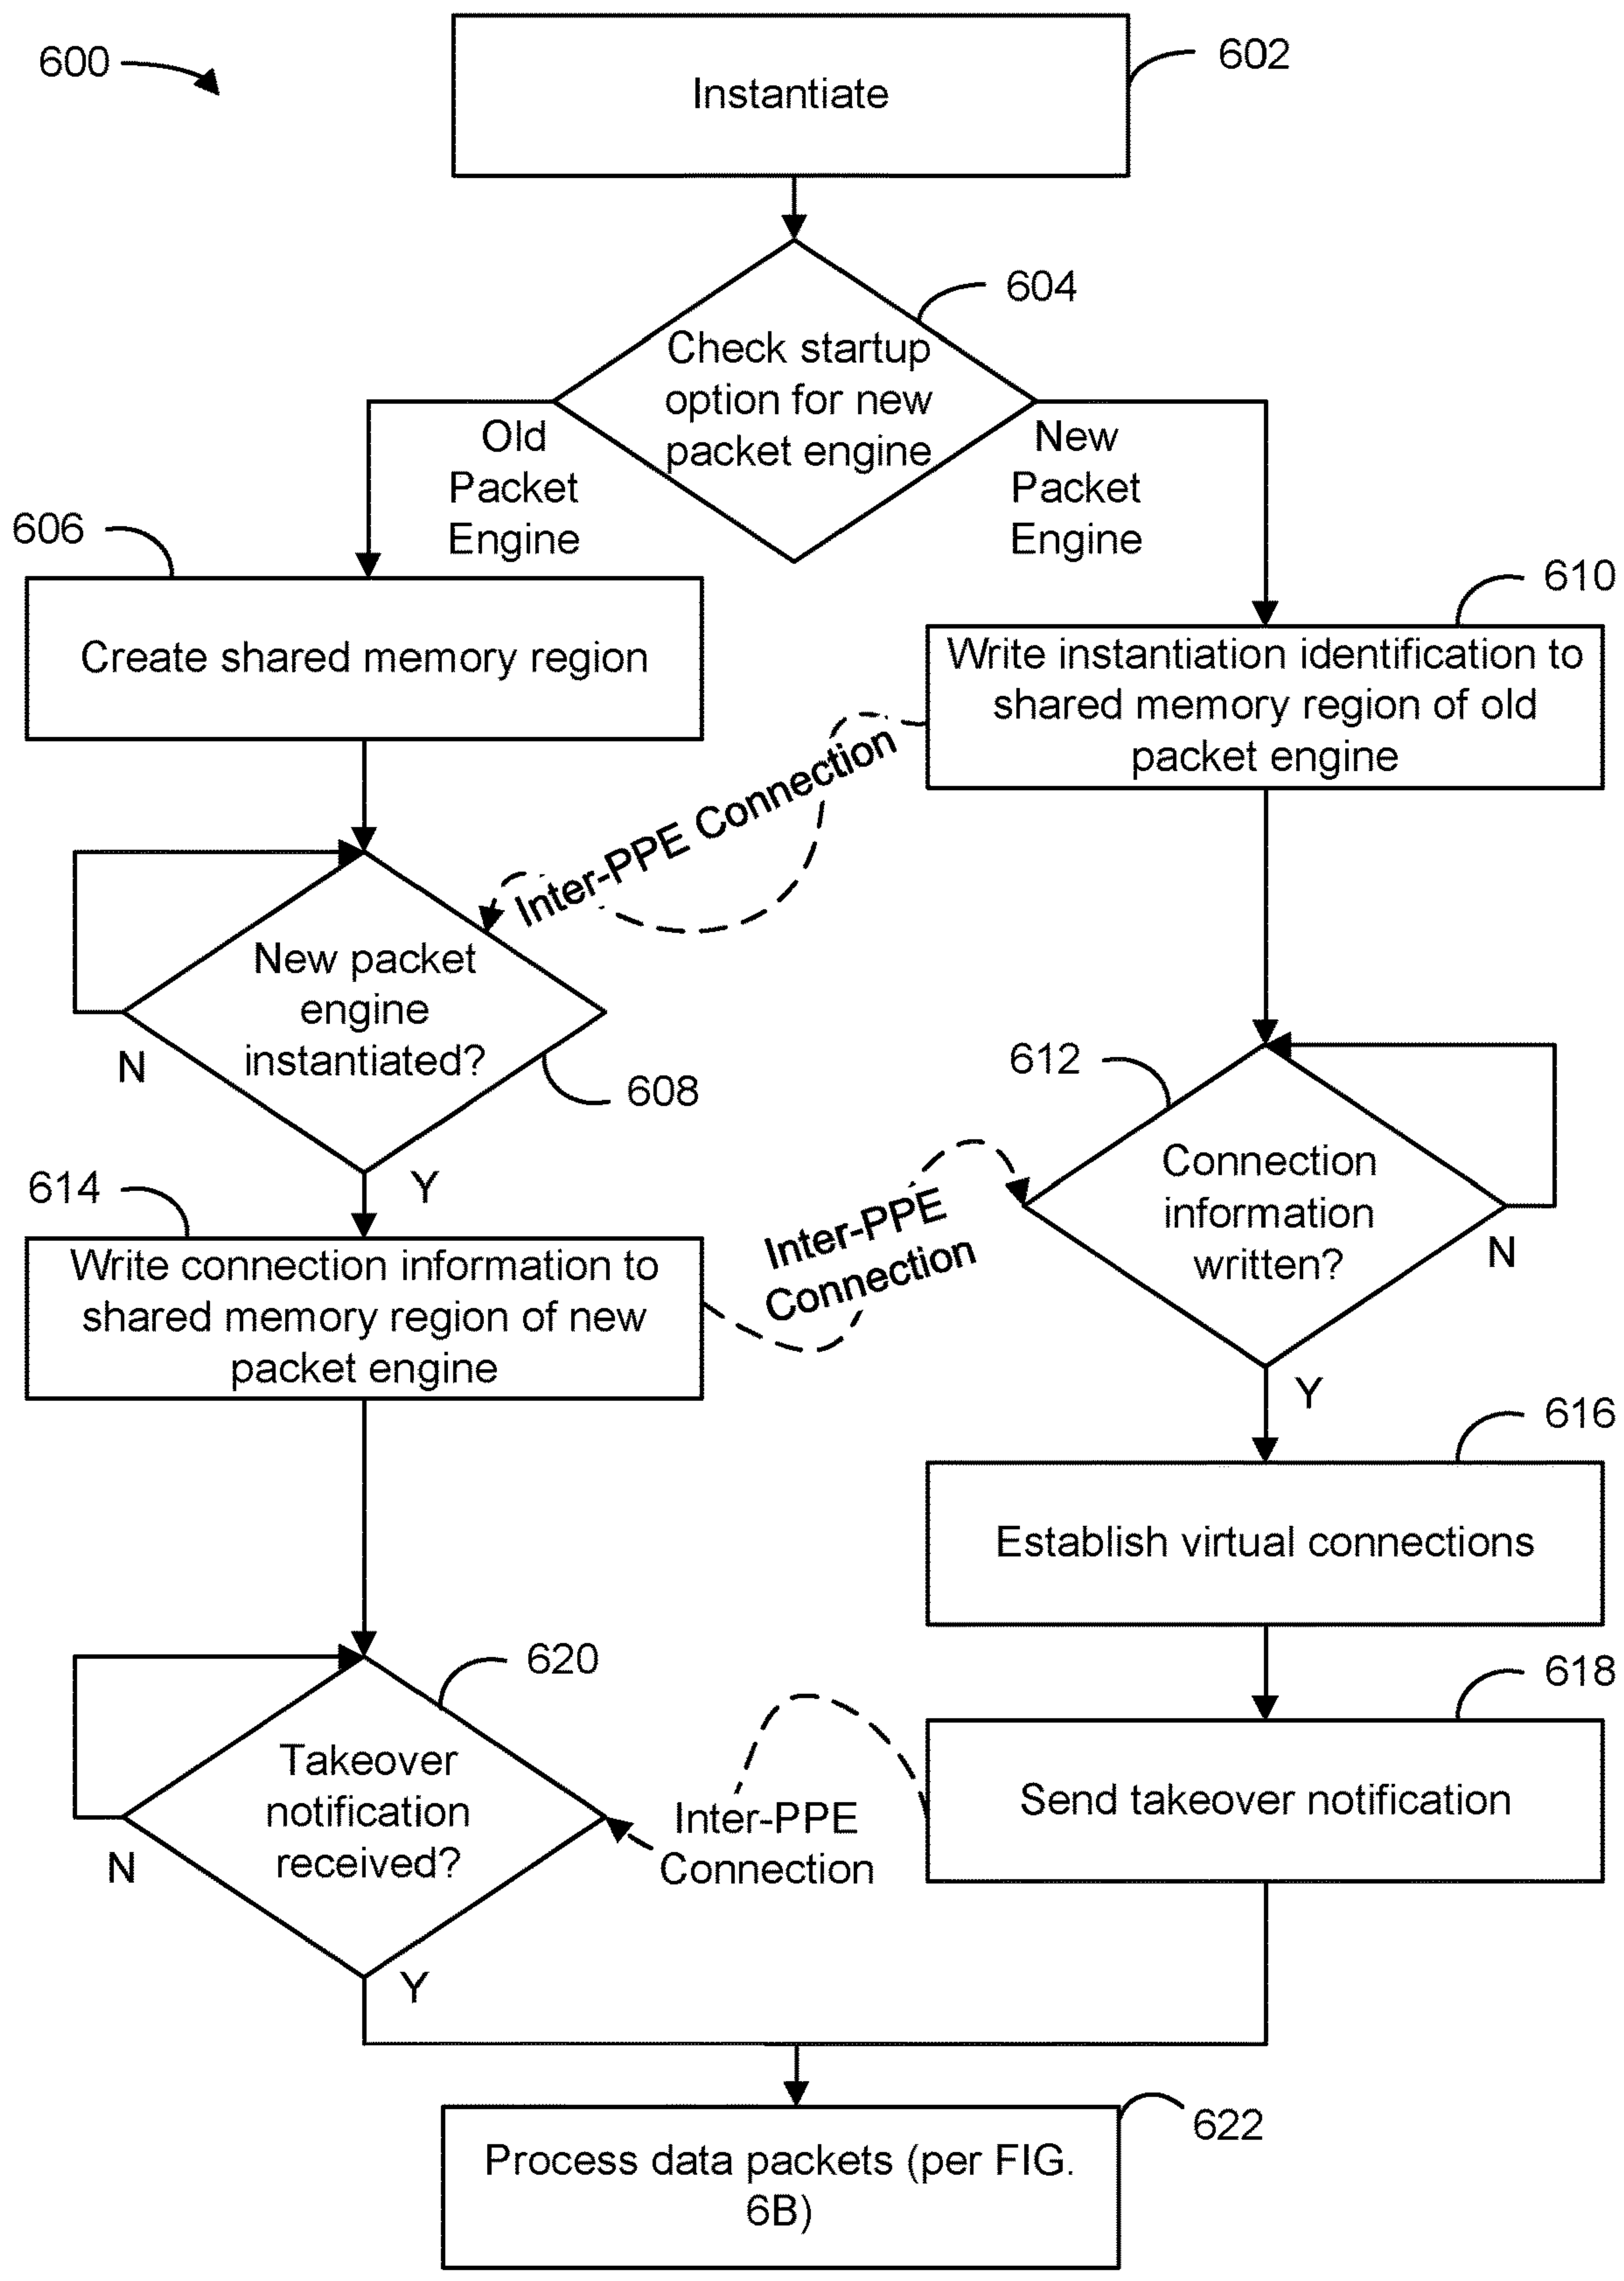 600
602
Instantiate
604
Check startup
option for new
packet engine
Old
Packet
Engine
New
Packet
Engine
606
610
Create shared memory region
Write instantiation identification to
shared memory region of old
packet engine
Inter-PPE Connection
New packet
engine
instantiated?
N
608
612
Y
Connection
information
written?
N
614
Inter-PPE
Connection
Write connection information to
shared memory region of new
packet engine
Y
616
Establish virtual connections
620
618
Takeover
notification
received?
N
Inter-PPE
Connection
Send takeover notification
Y
622
Process data packets (per FIG.
6B)